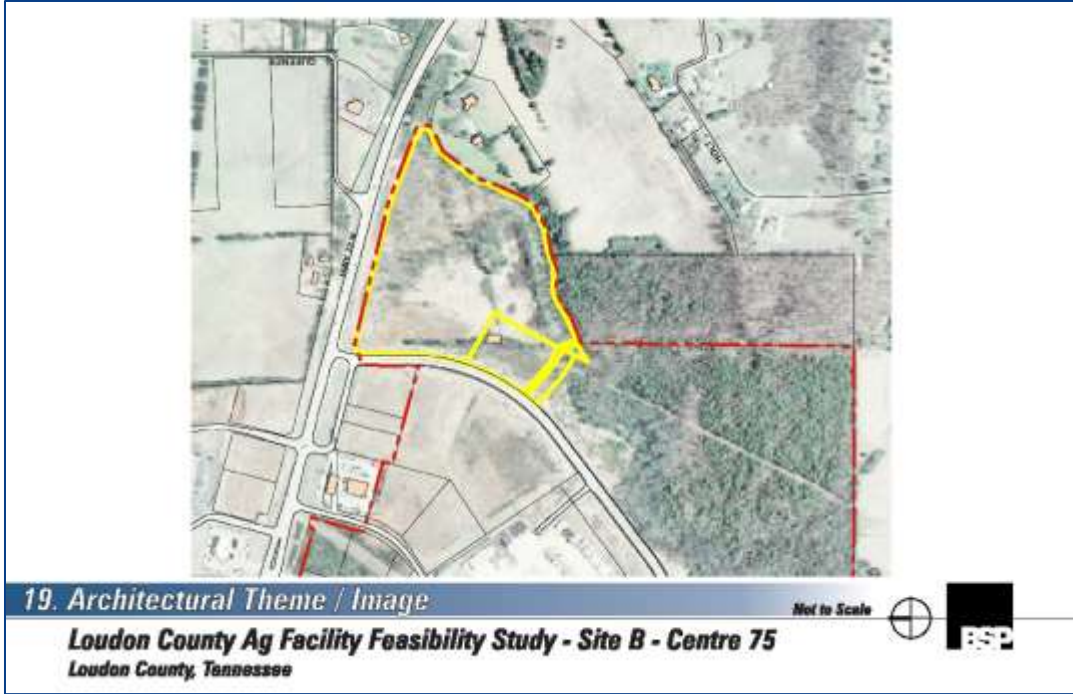 HOLT
19. Architectural Theme / Image
Not to Scale
BSP
Loudon County Ag Facility Feasibility Study - Site B - Centre 75
Loudon County, Tennessee